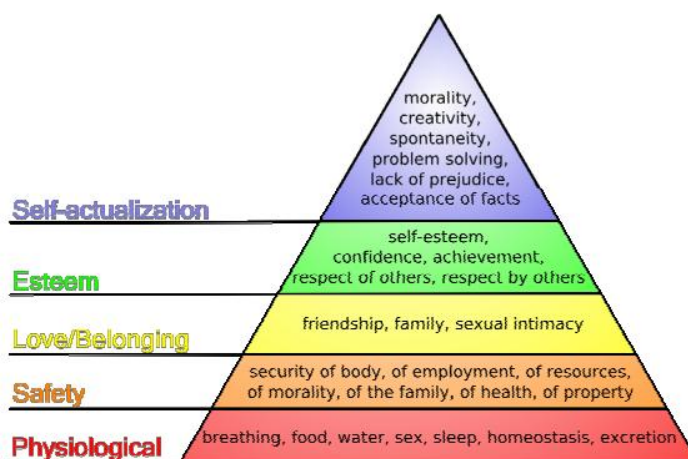 morality,
creativity,
spontaneity,
problem solving,
lack of prejudice,
acceptance of facts
Self-actualization
self-esteem,
confidence, achievement,
respect of others, respect by others
Esteem
friendship, family, sexual intimacy
Love/Belonging
security of body, of employment, of resources,
of morality, of the family, of health, of property
Safety
breathing, food, water, sex, sleep, homeostasis, excretion
Physiological